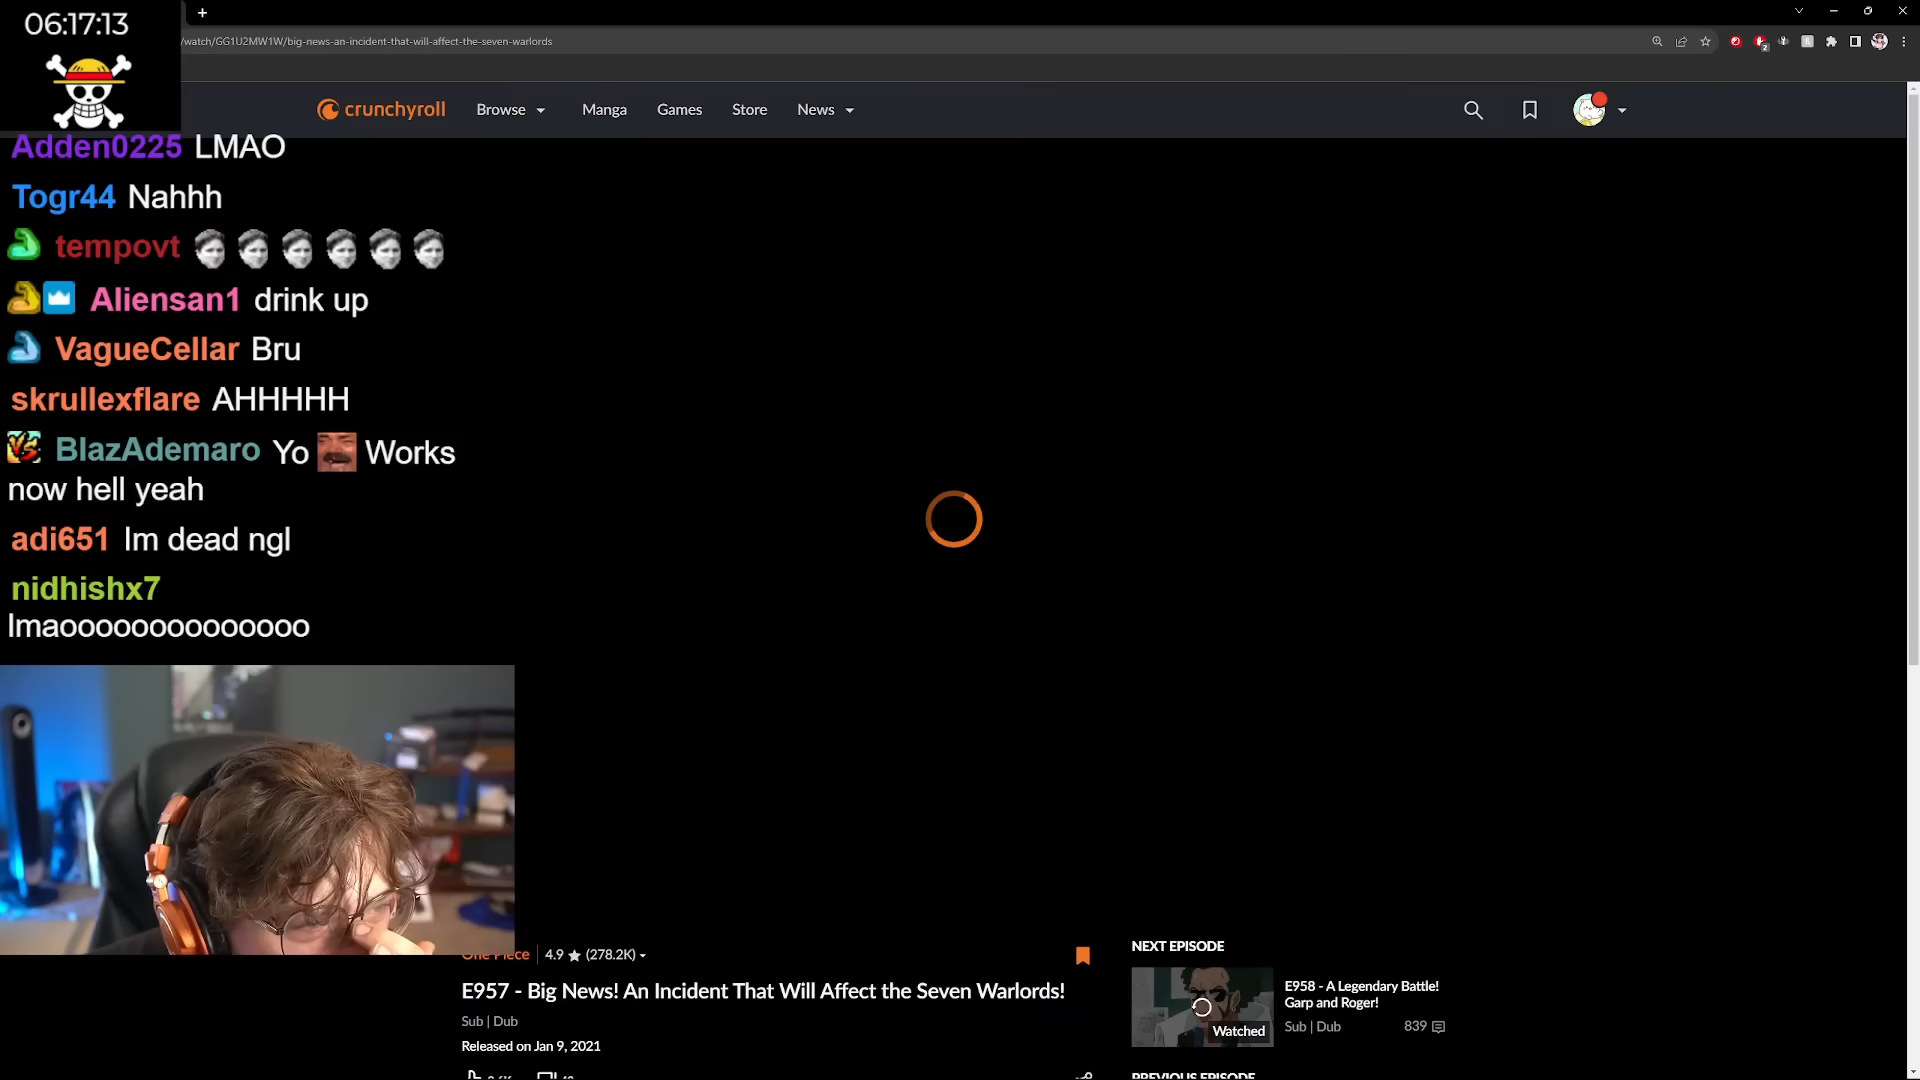 06:17:13
/watch/GG1U2MW1W/big-news-an-incident-that-will-affect-the-seven-warlords
crunchyroll
Browse
Manga
Games
Store
News
Adden0225 LMAO
Togr44 Nahhh
tempovt
Aliensan1 drink up
VagueCellar Bru
skrullexflare AHHHHH
BlazAdemaro Yo Works
now hell yeah
adi651 Im dead ngl
nidhishx7
lmaoooooooooooooo
One Piece 4.9 ★ (278.2K)
E957 - Big News! An Incident That Will Affect the Seven Warlords!
Sub | Dub
Released on Jan 9, 2021
NEXT EPISODE
Watched
E958 - A Legendary Battle!
Garp and Roger!
Sub | Dub 839
PREVIOUS EPISODE